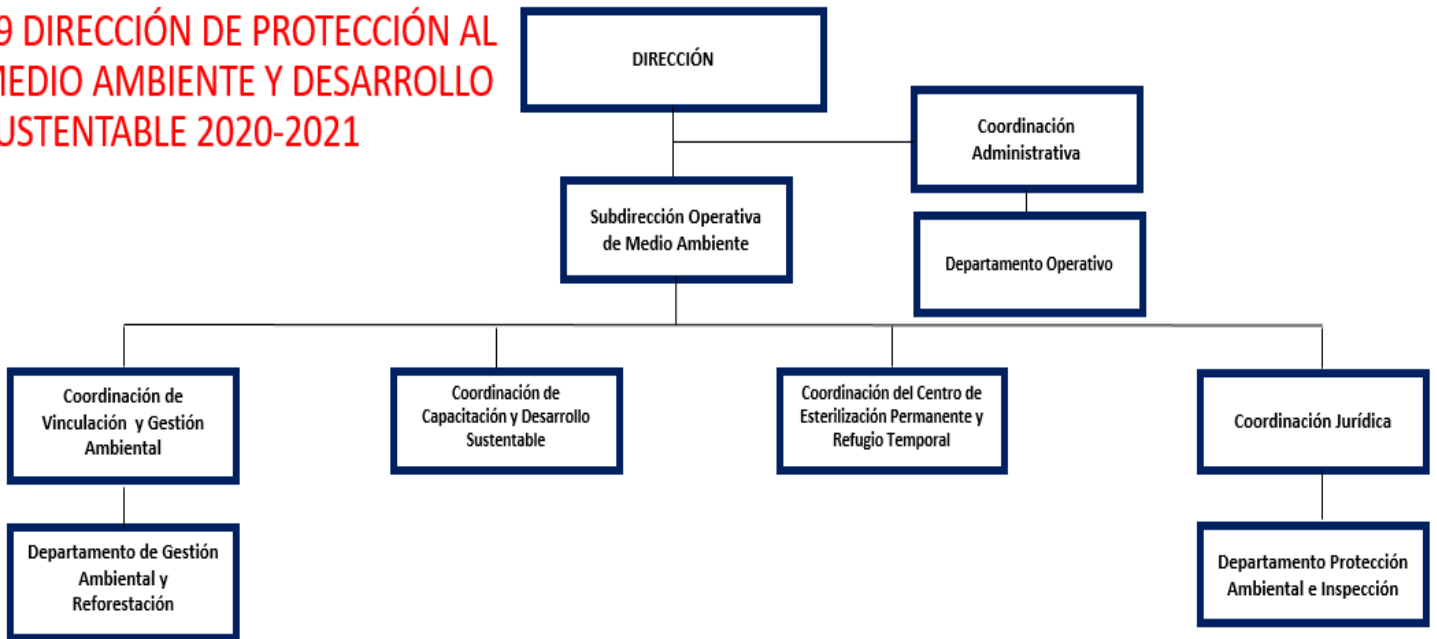 9 DIRECCIÓN DE PROTECCIÓN AL
MEDIO AMBIENTE Y DESARROLLO
SUSTENTABLE 2020-2021
DIRECCIÓN
Coordinación
Administrativa
Subdirección Operativa
de Medio Ambiente
Departamento Operativo
Coordinación de
Vinculación y Gestión
Ambiental
Coordinación de
Capacitación y Desarrollo
Sustentable
Coordinación del Centro de
Esterilización Permanente y
Refugio Temporal
Coordinación Jurídica
Departamento de Gestión
Ambiental y
Reforestación
Departamento Protección
Ambiental e Inspección